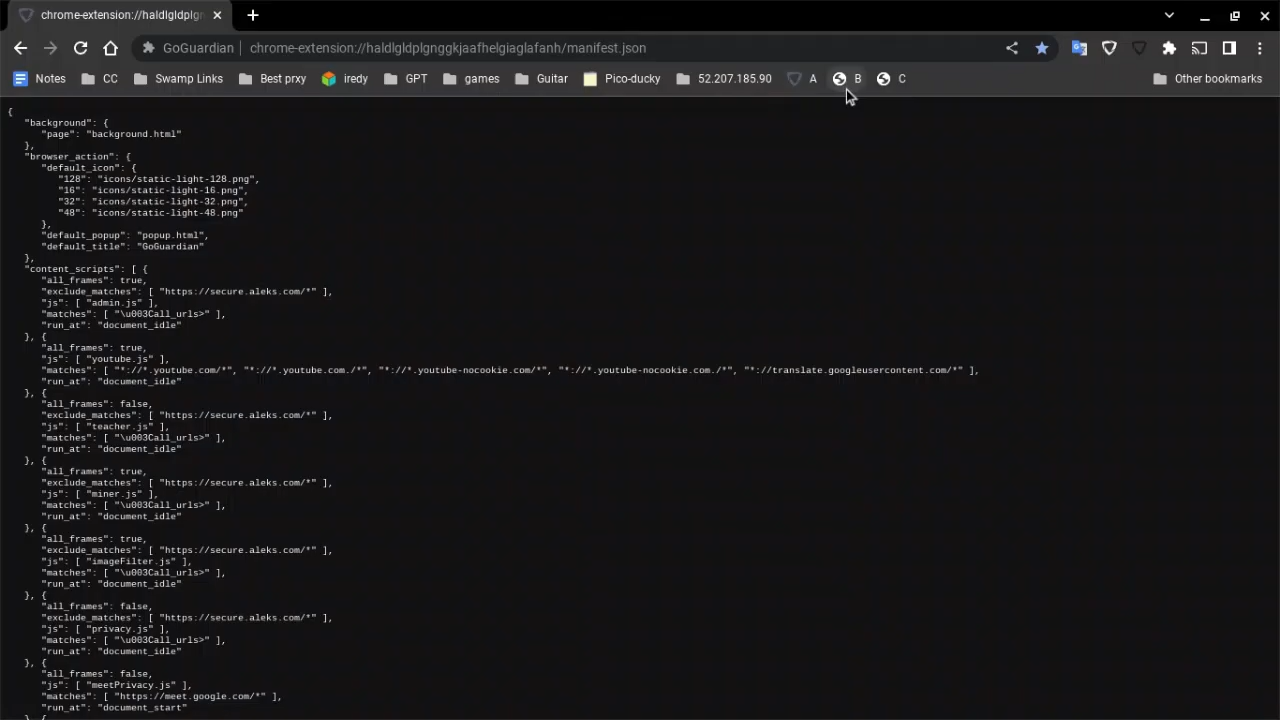 chrome-extension://haldlgldplgn
GoGuardian | chrome-extension://haldlgldplgnggkjaafhelgiaglafanh/manifest.json
Notes CC Swamp Links Best prxy iredy GPT games Guitar Pico-ducky 52.207.185.90 A B C Other bookmarks
{
"background": {
"page": "background.html"
},
"browser_action": {
"default_icon": {
"128": "icons/static-light-128.png",
"16": "icons/static-light-16.png",
"32": "icons/static-light-32.png",
"48": "icons/static-light-48.png"
},
"default_popup": "popup.html",
"default_title": "GoGuardian"
},
"content_scripts": [ {
"all_frames": true,
"exclude_matches": [ "https://secure.aleks.com/*" ],
"js": [ "admin.js" ],
"matches": [ "\u003Call_urls>" ],
"run_at": "document_idle"
}, {
"all_frames": true,
"js": [ "youtube.js" ],
"matches": [ "*://*.youtube.com/*", "*://*.youtube.com./*", "*://*.youtube-nocookie.com/*", "*://*.youtube-nocookie.com./*", "*://translate.googleusercontent.com/*" ],
"run_at": "document_idle"
}, {
"all_frames": false,
"exclude_matches": [ "https://secure.aleks.com/*" ],
"js": [ "teacher.js" ],
"matches": [ "\u003Call_urls>" ],
"run_at": "document_idle"
}, {
"all_frames": true,
"exclude_matches": [ "https://secure.aleks.com/*" ],
"js": [ "miner.js" ],
"matches": [ "\u003Call_urls>" ],
"run_at": "document_idle"
}, {
"all_frames": true,
"exclude_matches": [ "https://secure.aleks.com/*" ],
"js": [ "imageFilter.js" ],
"matches": [ "\u003Call_urls>" ],
"run_at": "document_idle"
}, {
"all_frames": false,
"exclude_matches": [ "https://secure.aleks.com/*" ],
"js": [ "privacy.js" ],
"matches": [ "\u003Call_urls>" ],
"run_at": "document_idle"
}, {
"all_frames": false,
"js": [ "meetPrivacy.js" ],
"matches": [ "https://meet.google.com/*" ],
"run_at": "document_start"
}, {